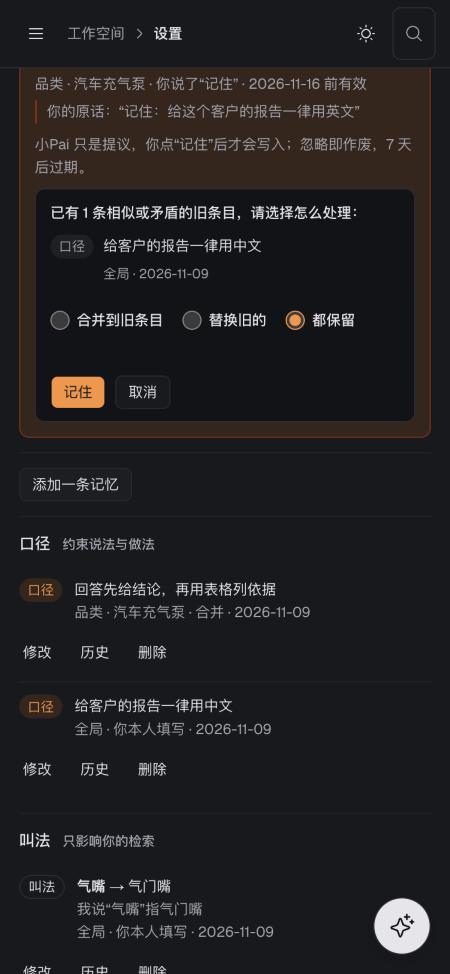 工作空间 > 设置
品类 · 汽车充气泵 · 你说了“记住” · 2026-11-16 前有效
你的原话：“记住：给这个客户的报告一律用英文”
小Pai 只是提议，你点“记住”后才会写入；忽略即作废，7 天
后过期。
已有 1 条相似或矛盾的旧条目，请选择怎么处理：
口径 给客户的报告一律用中文
全局 · 2026-11-09
合并到旧条目 替换旧的 都保留
记住 取消
添加一条记忆
口径 约束说法与做法
口径 回答先给结论，再用表格列依据
品类 · 汽车充气泵 · 合并 · 2026-11-09
修改 历史 删除
口径 给客户的报告一律用中文
全局 · 你本人填写 · 2026-11-09
修改 历史 删除
叫法 只影响你的检索
叫法 气嘴 → 气门嘴
我说“气嘴”指气门嘴
全局 · 你本人填写 · 2026-11-09
修改 历史 删除